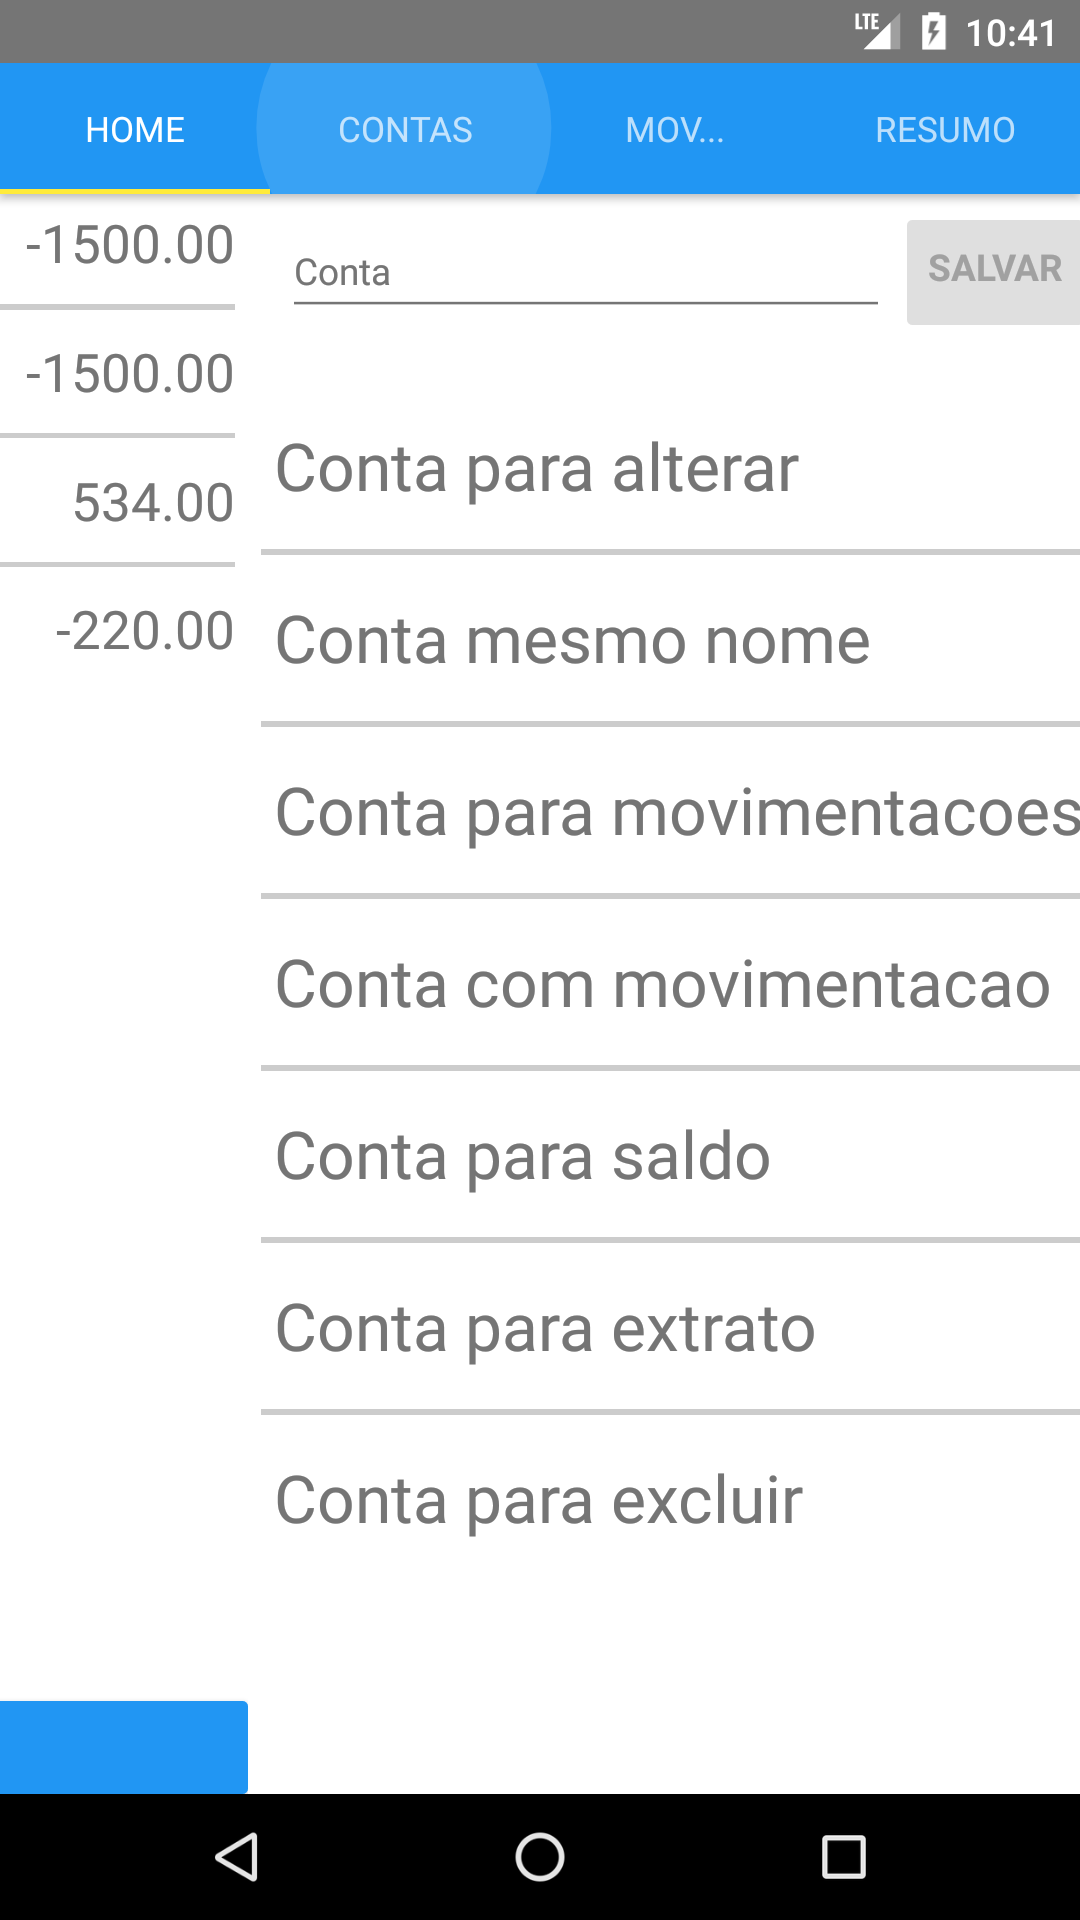 LTE 10:41
HOME CONTAS MOV... RESUMO
-1500.00
-1500.00
534.00
-220.00
Conta SALVAR
Conta para alterar
Conta mesmo nome
Conta para movimentacoes
Conta com movimentacao
Conta para saldo
Conta para extrato
Conta para excluir